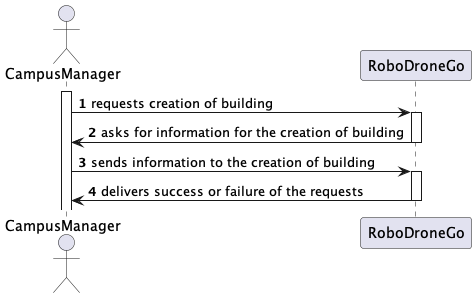 CampusManager
RoboDroneGo
1 requests creation of building
2 asks for information for the creation of building
3 sends information to the creation of building
4 delivers success or failure of the requests
CampusManager
RoboDroneGo